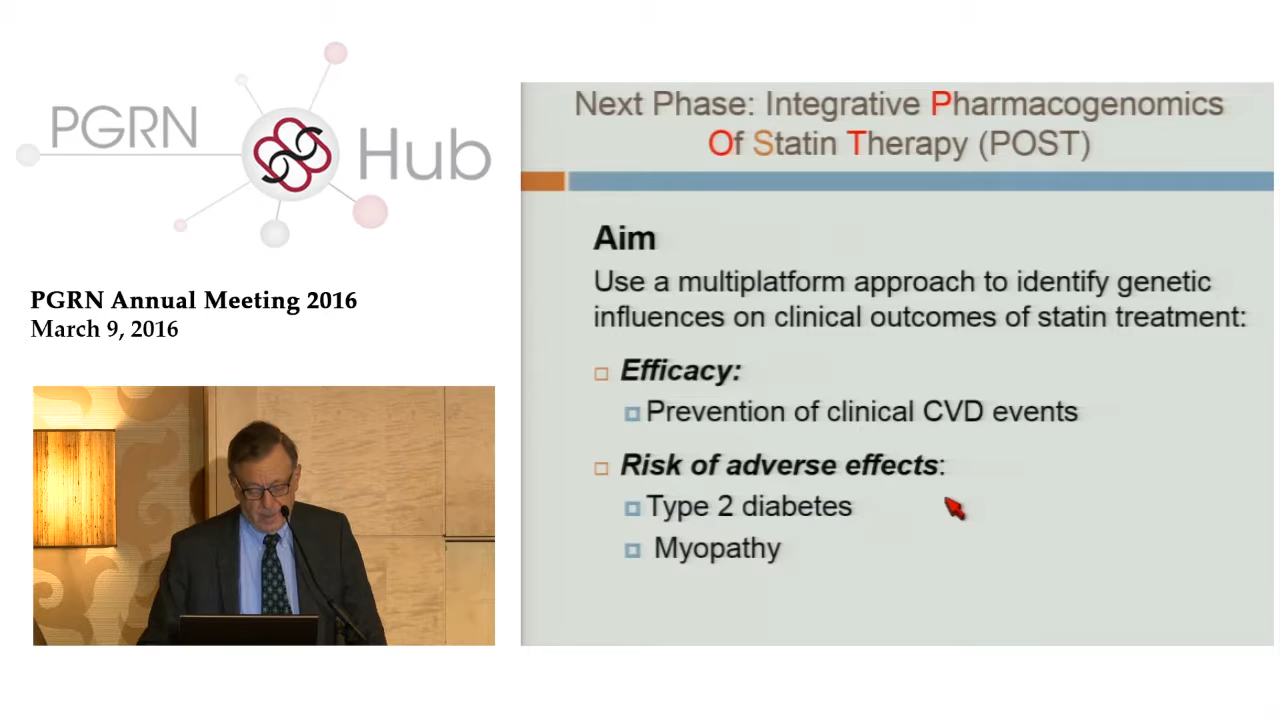 PGRN
Hub
PGRN Annual Meeting 2016
March 9, 2016
Next Phase: Integrative Pharmacogenomics
Of Statin Therapy (POST)
Aim
Use a multiplatform approach to identify genetic
influences on clinical outcomes of statin treatment:
Efficacy:
Prevention of clinical CVD events
Risk of adverse effects:
Type 2 diabetes
Myopathy